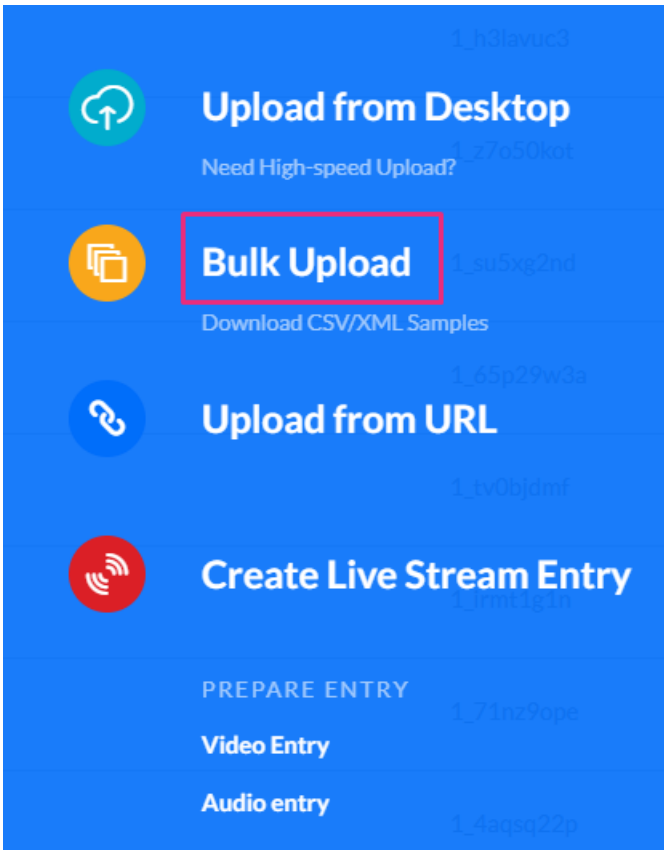 1_h3lavuc3
Upload from Desktop
1_z7o50kot
Need High-speed Upload?
Bulk Upload
1_su5xg2nd
Download CSV/XML Samples
1_65p29w3a
Upload from URL
1_tv0bjdmf
Create Live Stream Entry
PREPARE ENTRY
1_71nz9ope
Video Entry
Audio entry
1_4aqsq22p